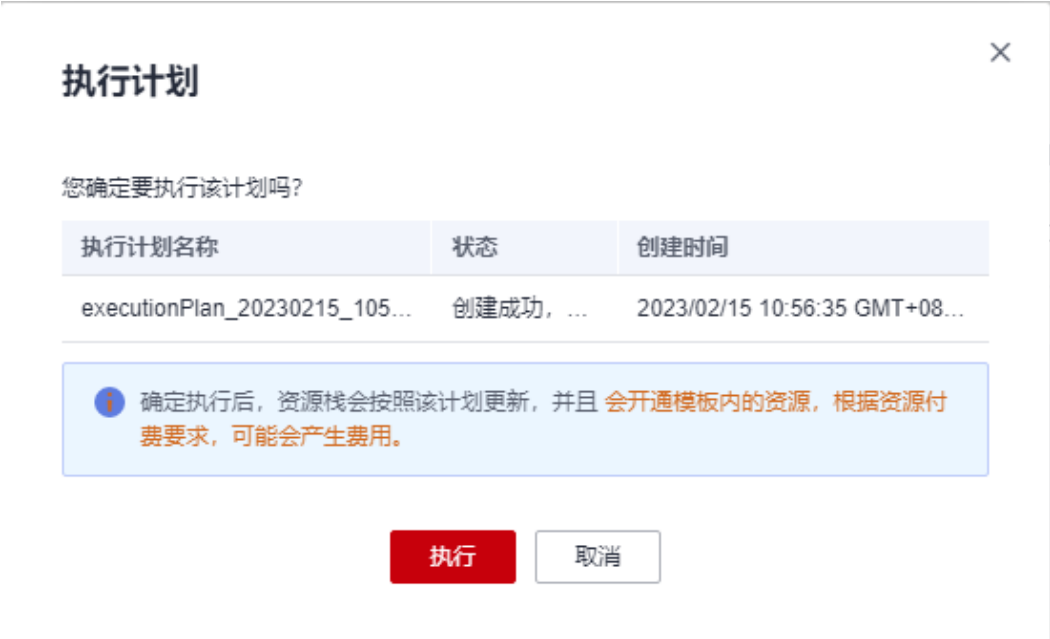 执行计划
您确定要执行该计划吗?
执行计划名称 状态 创建时间
executionPlan_20230215_105... 创建成功，... 2023/02/15 10:56:35 GMT+08...
确定执行后，资源栈会按照该计划更新，并且 会开通模板内的资源，根据资源付
费要求，可能会产生费用。
执行 取消